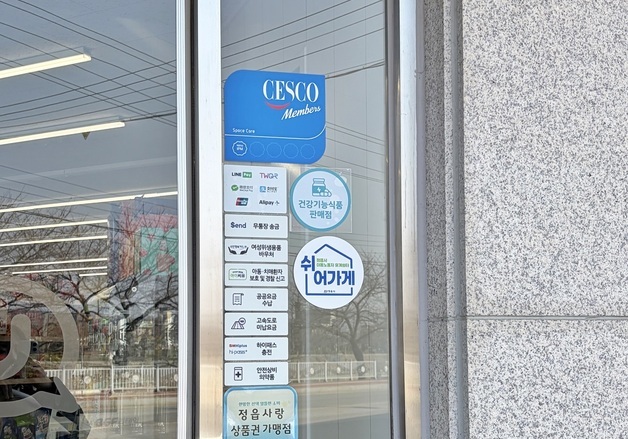 CESCO
Members
Space Care
LINE Pay
TWQR
Alipay
건강기능식품
판매점
Send
무통장 송금
여성위생용품
바우처
쉬
어가게
아동·치매환자
보호 및 경찰 신고
공공요금
수납
고속도로
미납요금
하이패스
충전
안전상비
의약품
정읍사랑
상품권 가맹점